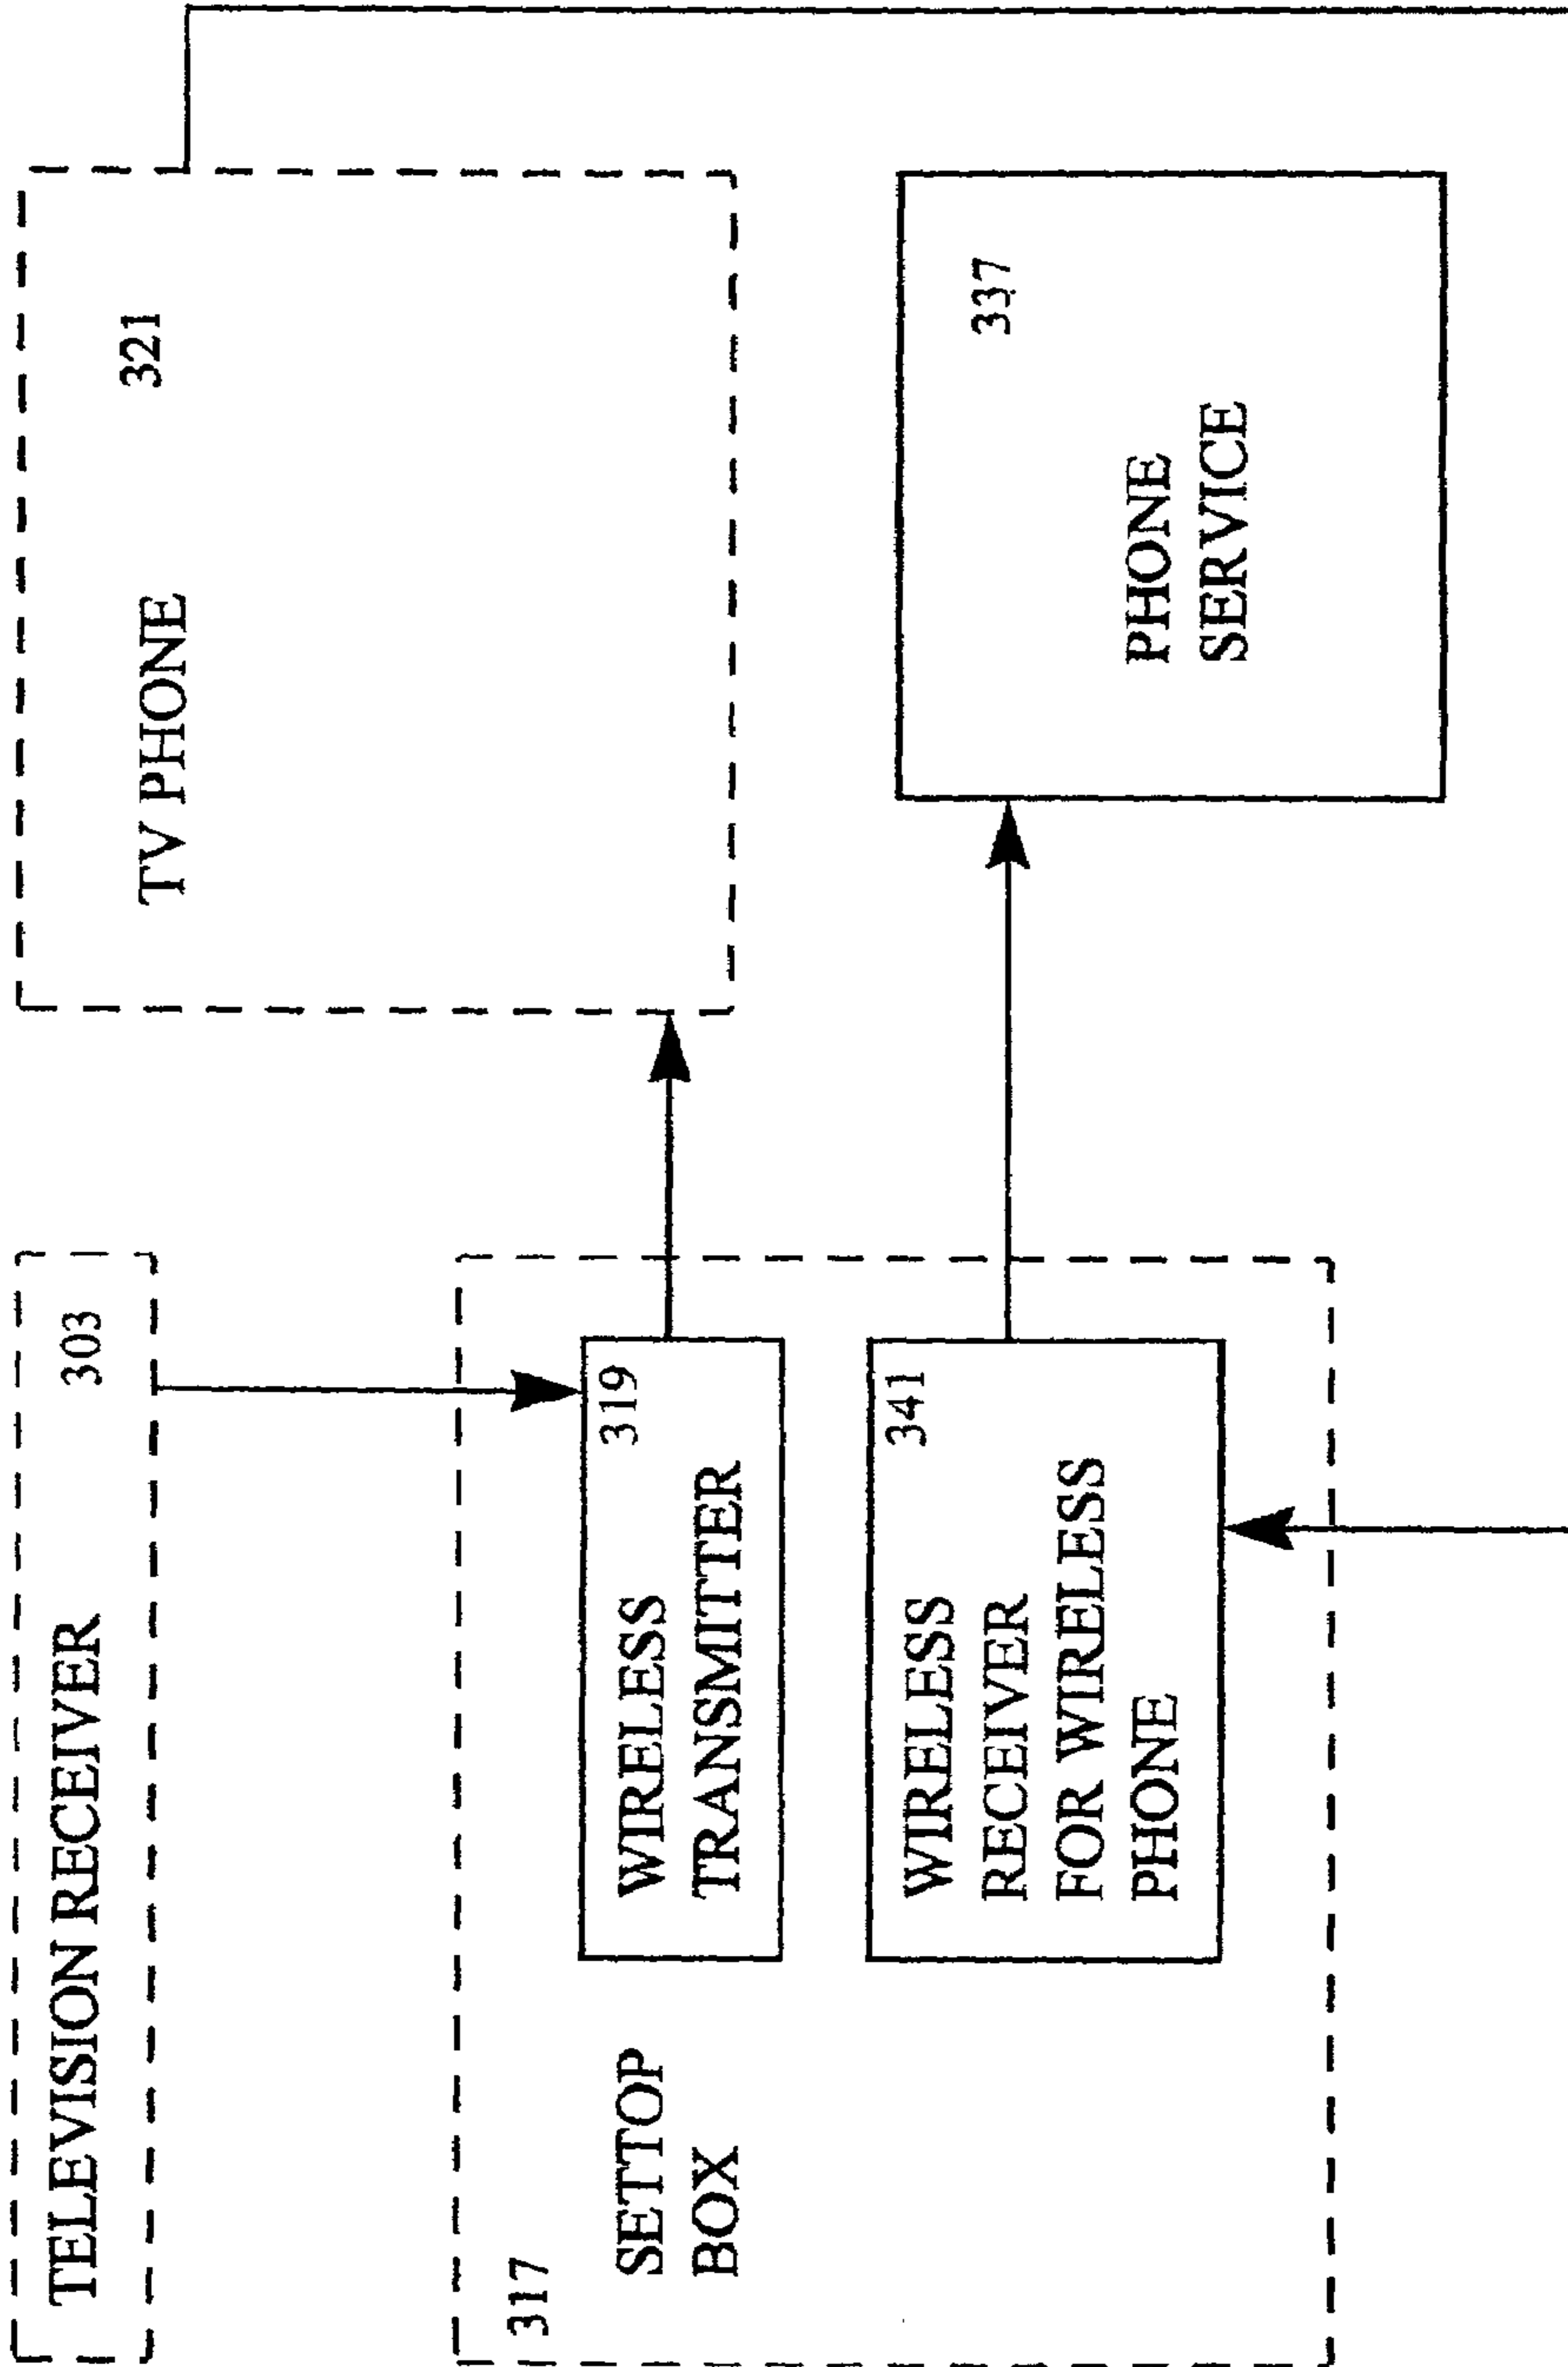 TELEVISION RECEIVER 303
317
SETTOP
BOX
319
WIRELESS
TRANSMITTER
341
WIRELESS
RECEIVER
FOR WIRELESS
PHONE
321
TV PHONE
337
PHONE
SERVICE